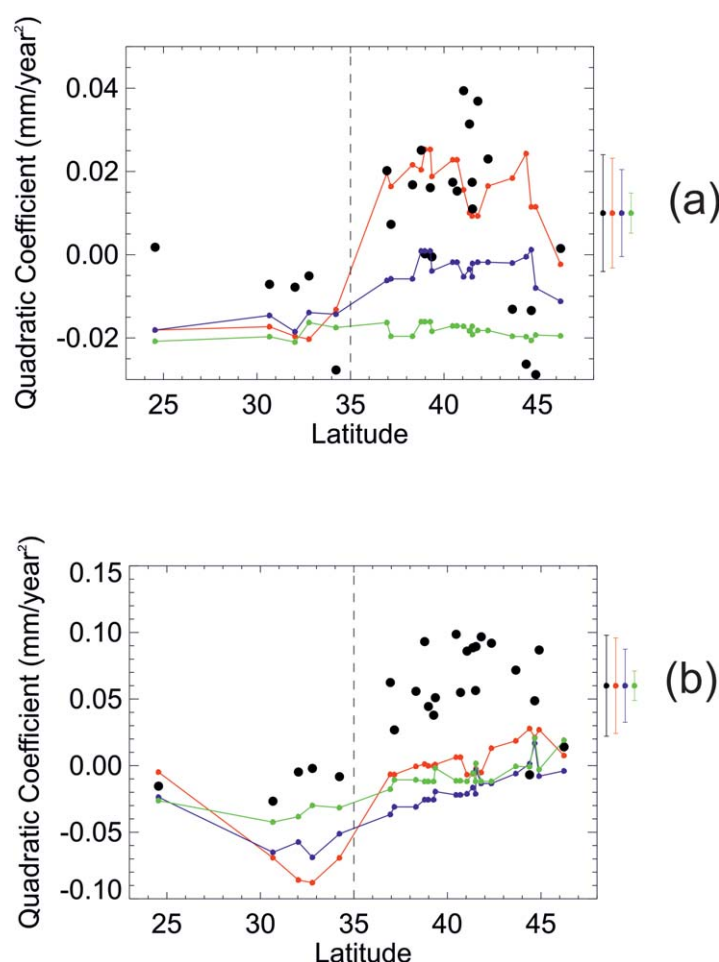 Quadratic Coefficient (mm/year²)
0.04
0.02
0.00
-0.02
25 30 35 40 45
Latitude
(a)
Quadratic Coefficient (mm/year²)
0.15
0.10
0.05
0.00
-0.05
-0.10
25 30 35 40 45
Latitude
(b)